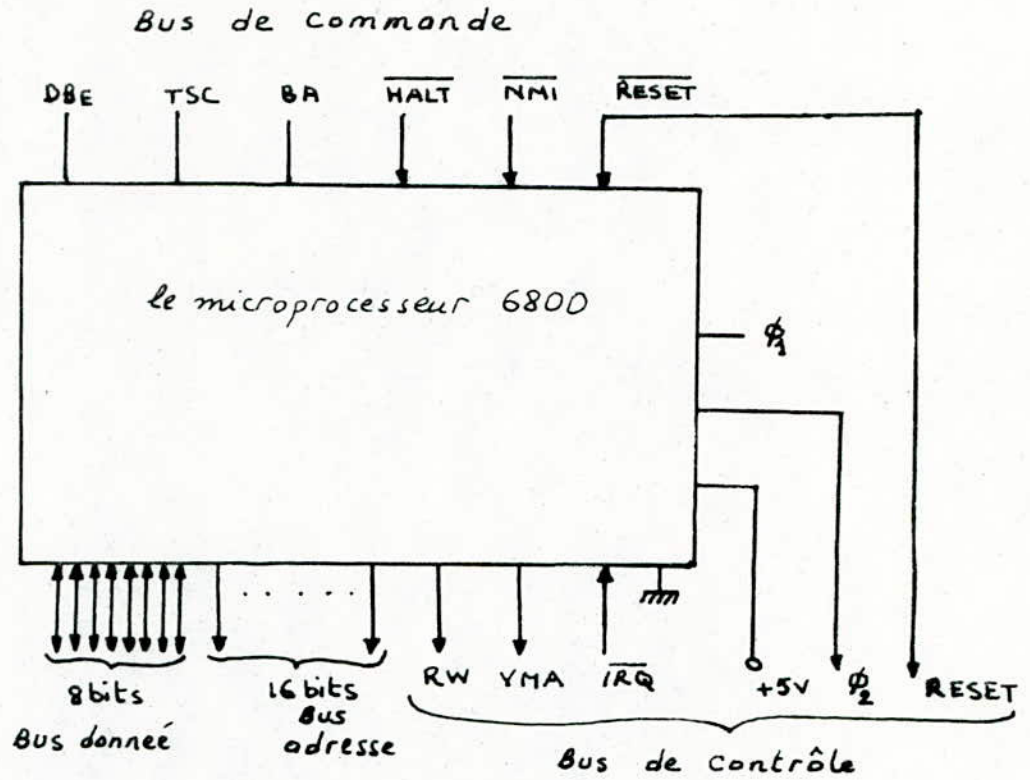 Bus de commande
DBE TSC BA HALT NMI RESET
le microprocesseur 6800
φ1
8 bits 16 bits RW YMA IRQ +5V φ2 RESET
Bus donneé Bus adresse
Bus de contrôle